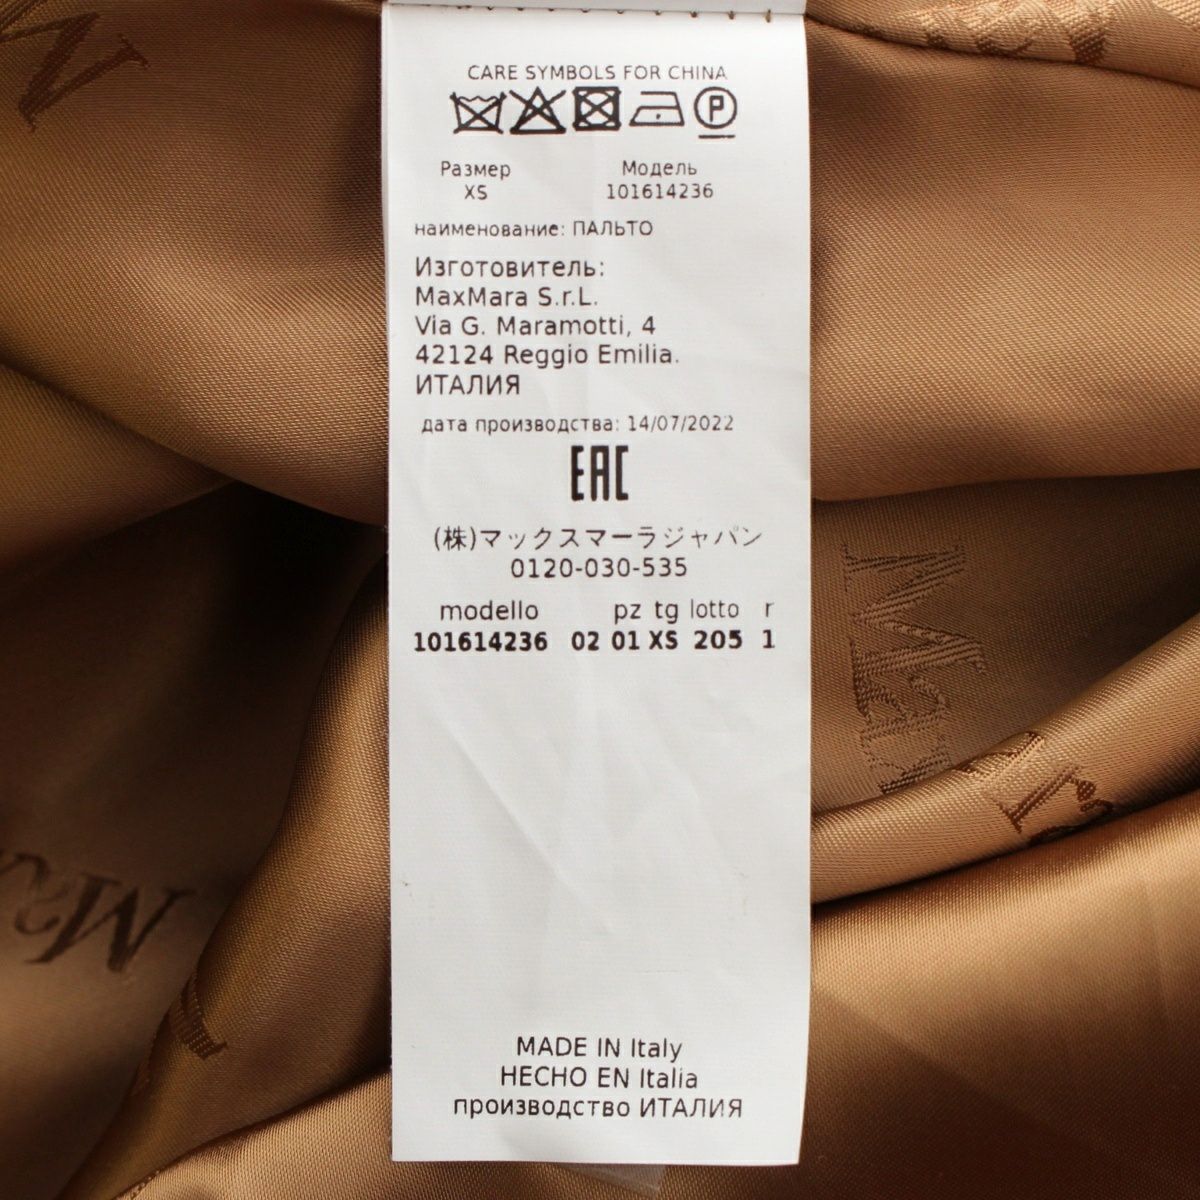 CARE SYMBOLS FOR CHINA
P
Размер Модель
XS 101614236
наименование: ПАЛЬТО
Изготовитель:
MaxMara S.r.L.
Via G. Maramotti, 4
42124 Reggio Emilia.
ИТАЛИЯ
дата производства: 14/07/2022
EAC
(株)マックスマーラジャパン
0120-030-535
modello pz tg lotto r
101614236 02 01 XS 205 1
MADE IN Italy
HECHO EN Italia
производство ИТАЛИЯ
Max